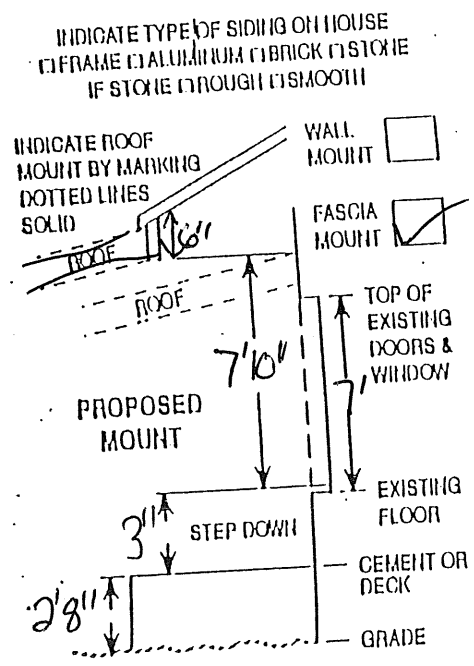 INDICATE TYPE OF SIDING ON HOUSE
□ FRAME □ ALUMINUM □ BRICK □ STONE
IF STONE □ ROUGH □ SMOOTH
INDICATE ROOF
MOUNT BY MARKING
DOTTED LINES
SOLID
WALL
MOUNT
FASCIA
MOUNT
6"
ROOF
ROOF
TOP OF
EXISTING
DOORS &
WINDOW
7'10"
7'
PROPOSED
MOUNT
EXISTING
FLOOR
3"
STEP DOWN
CEMENT OR
DECK
2'8"
GRADE